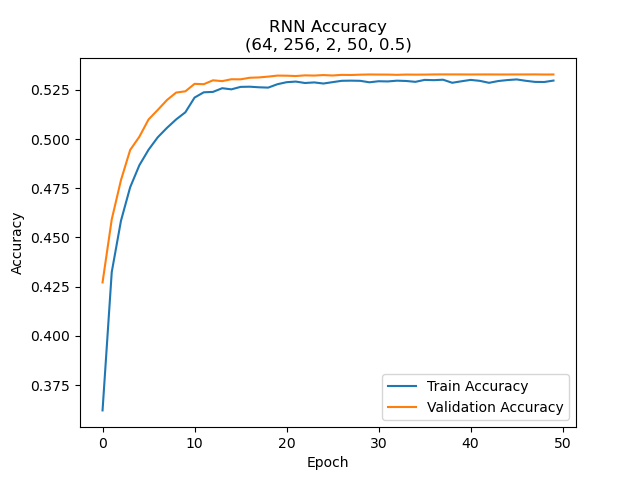 RNN Accuracy
(64, 256, 2, 50, 0.5)
Accuracy
0.525
0.500
0.475
0.450
0.425
0.400
0.375
Train Accuracy
Validation Accuracy
0 10 20 30 40 50
Epoch